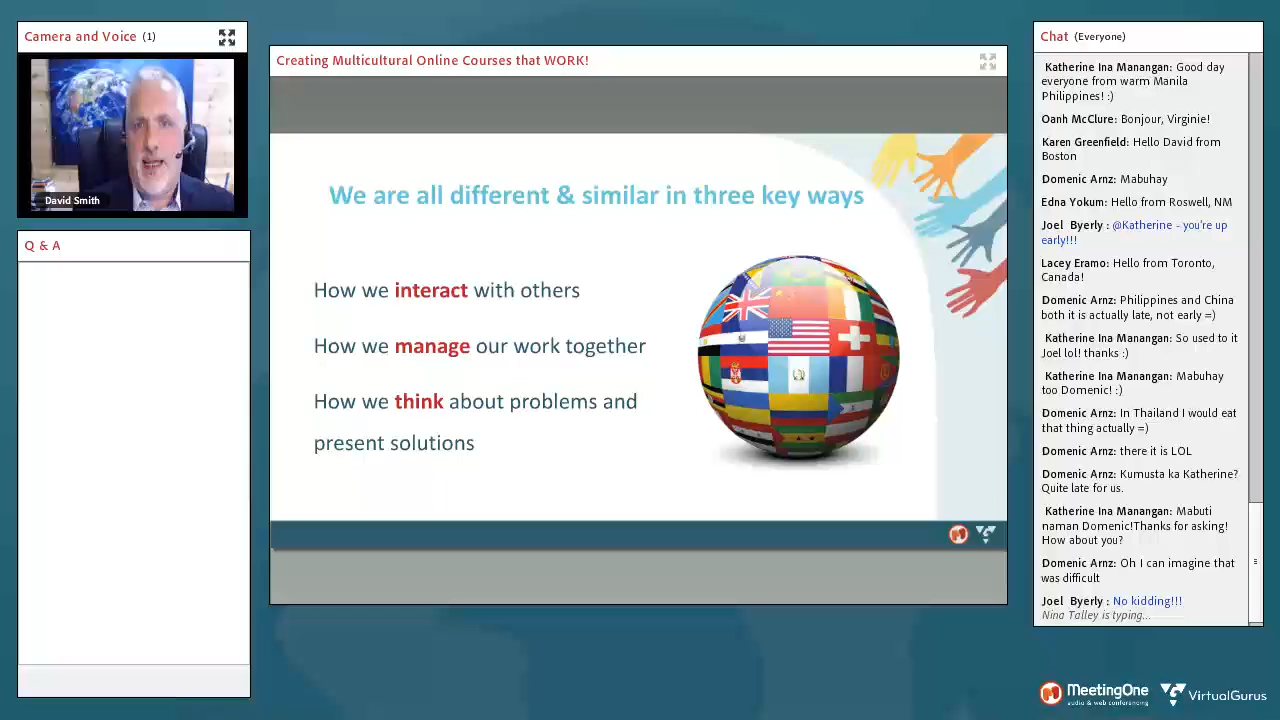 Camera and Voice (1)
David Smith
Q & A
Creating Multicultural Online Courses that WORK!
We are all different & similar in three key ways
How we interact with others
How we manage our work together
How we think about problems and
present solutions
Chat (Everyone)
Katherine Ina Manangan: Good day
everyone from warm Manila
Philippines! :)
Oanh McClure: Bonjour, Virginie!
Karen Greenfield: Hello David from
Boston
Domenic Arnz: Mabuhay
Edna Yokum: Hello from Roswell, NM
Joel Byerly : @Katherine - you're up
early!!!
Lacey Eramo: Hello from Toronto,
Canada!
Domenic Arnz: Philippines and China
both it is actually late, not early =)
Katherine Ina Manangan: So used to it
Joel lol! thanks :)
Katherine Ina Manangan: Mabuhay
too Domenic! :)
Domenic Arnz: In Thailand I would eat
that thing actually =)
Domenic Arnz: there it is LOL
Domenic Arnz: Kumusta ka Katherine?
Quite late for us.
Katherine Ina Manangan: Mabuti
naman Domenic!Thanks for asking!
How about you?
Domenic Arnz: Oh I can imagine that
was difficult
Joel Byerly : No kidding!!!
Nina Talley is typing...
MeetingOne
audio & web conferencing
VirtualGurus